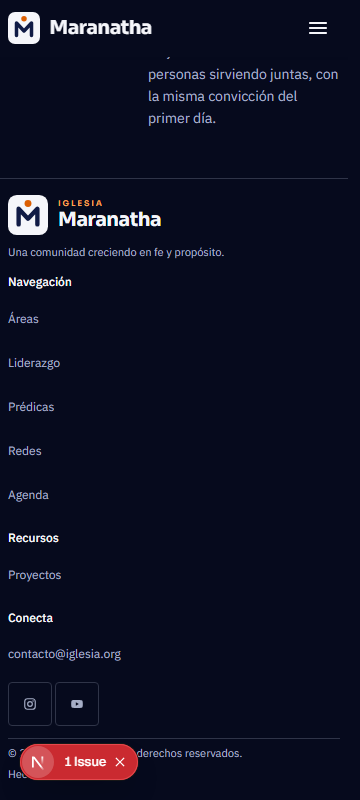 Maranatha
personas sirviendo juntas, con
la misma convicción del
primer día.
IGLESIA
Maranatha
Una comunidad creciendo en fe y propósito.
Navegación
Áreas
Liderazgo
Prédicas
Redes
Agenda
Recursos
Proyectos
Conecta
contacto@iglesia.org
© derechos reservados.
N 1 Issue